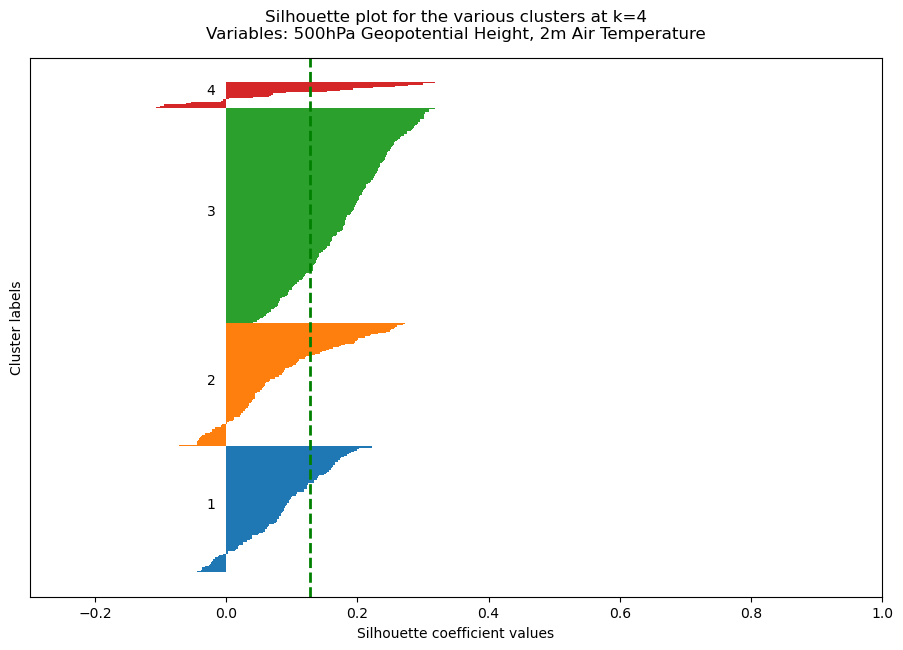 Silhouette plot for the various clusters at k=4
Variables: 500hPa Geopotential Height, 2m Air Temperature
4
3
2
1
Cluster labels
−0.2 0.0 0.2 0.4 0.6 0.8 1.0
Silhouette coefficient values